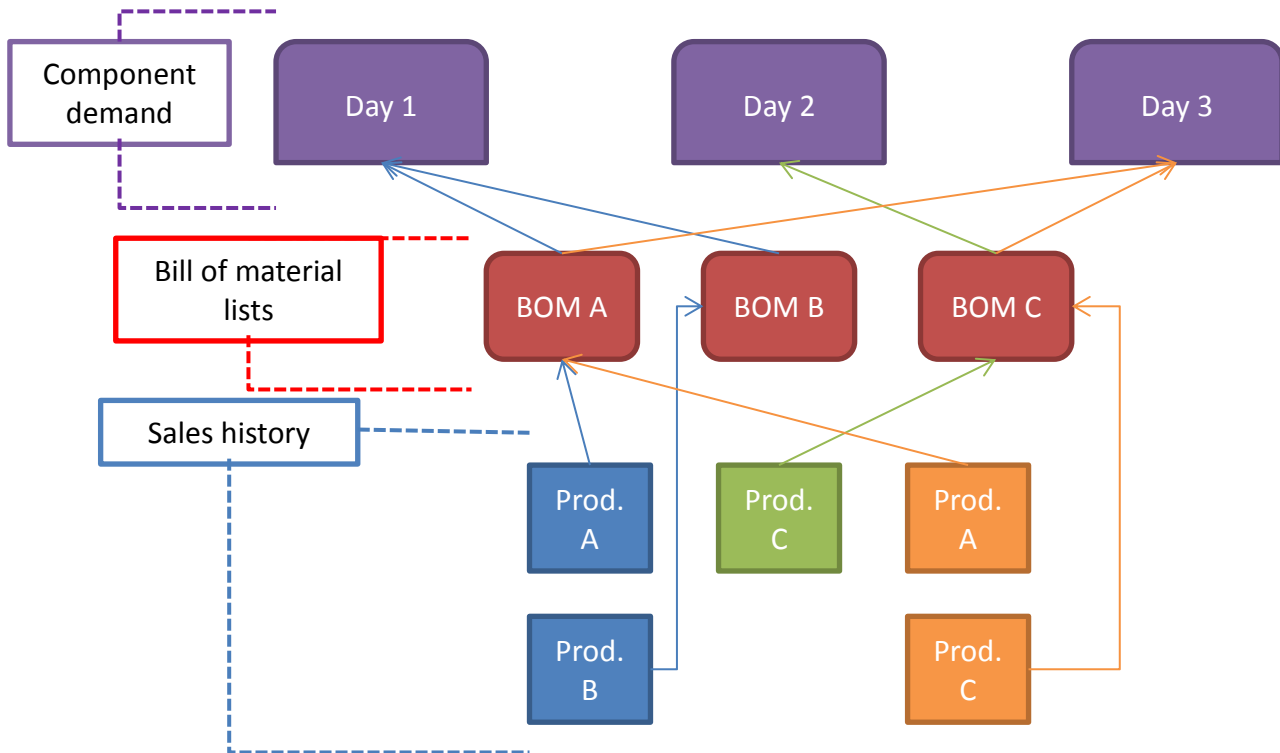 Component
demand
Day 1
Day 2
Day 3
Bill of material
lists
BOM A
BOM B
BOM C
Sales history
Prod.
A
Prod.
C
Prod.
A
Prod.
B
Prod.
C